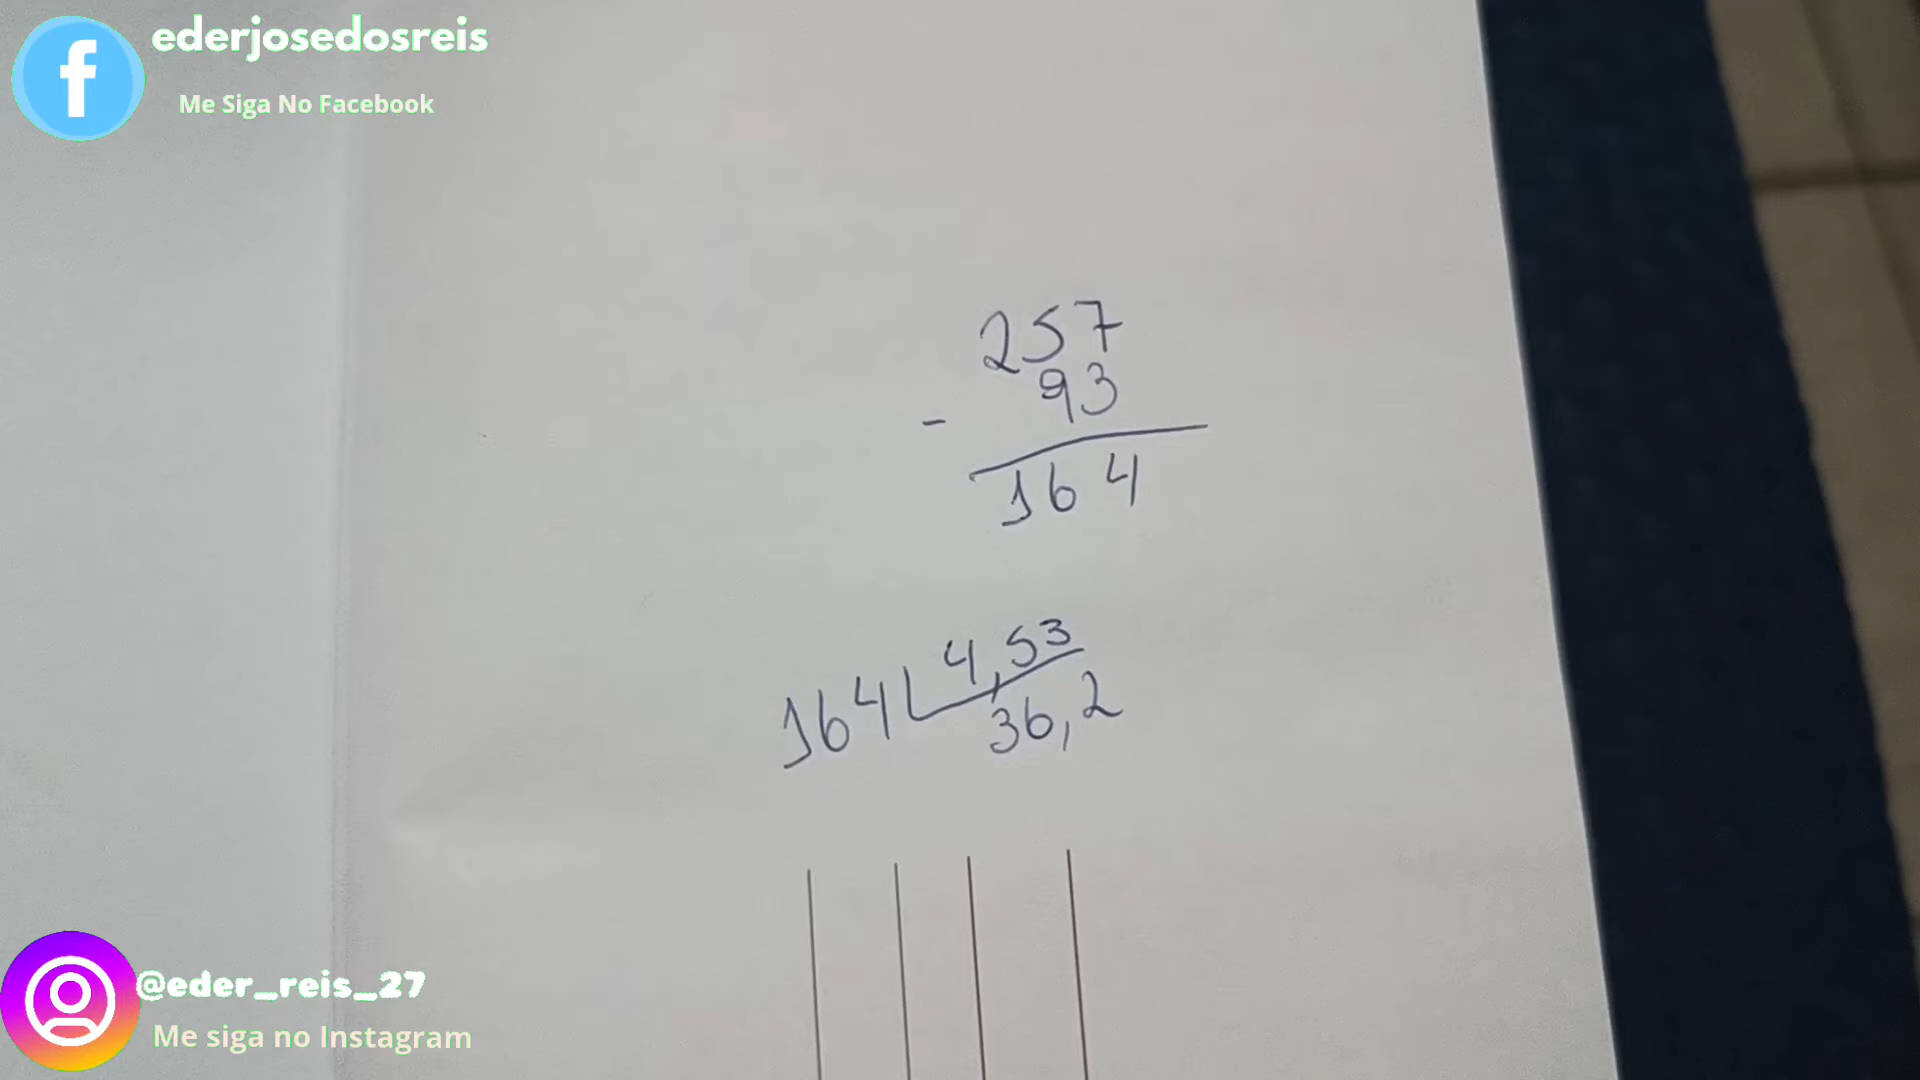 ederjosedosreis
Me Siga No Facebook
257
- 93
164
164 4,53
36,2
@eder_reis_27
Me siga no Instagram